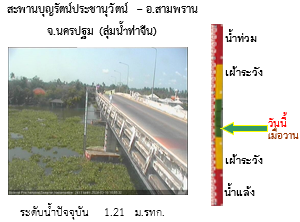 สะพานบุญรัตน์ประชานุวัตน์ - อ.สามพราน
จ.นครปฐม (ลุ่มน้ำท่าจีน)
น้ำท่วม
เฝ้าระวัง
วันนี้
เมื่อวาน
เฝ้าระวัง
น้ำแล้ง
ระดับน้ำปัจจุบัน 1.21 ม.รทก.